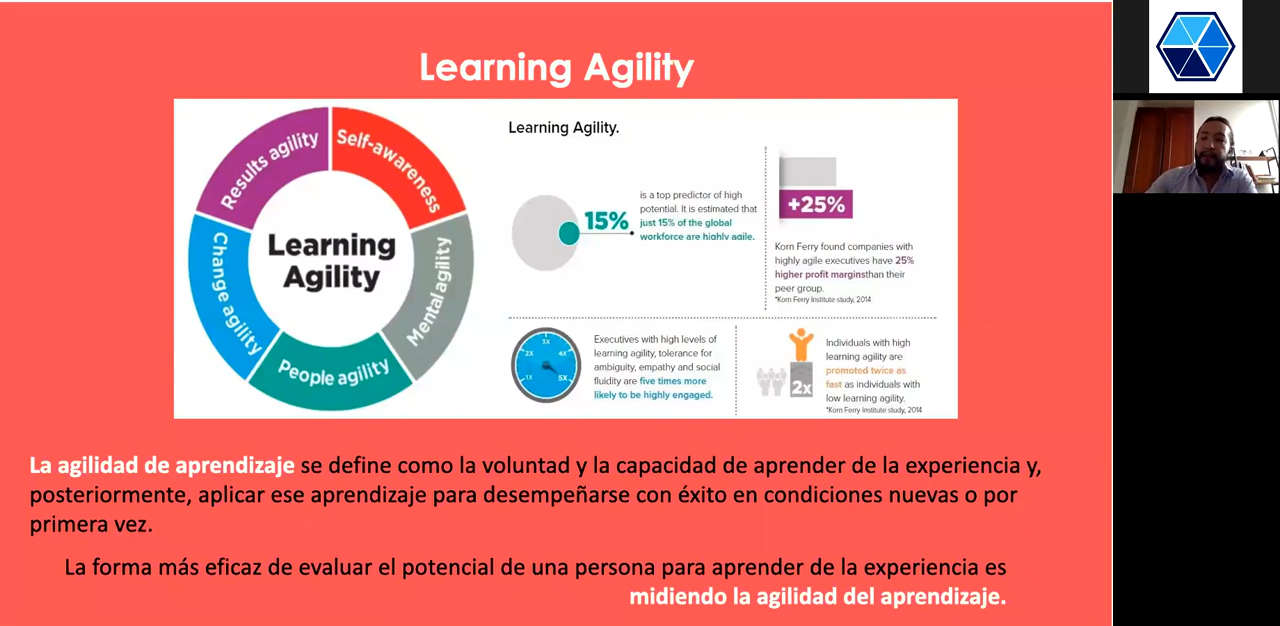 Learning Agility
Results agility
Self-awareness
Mental agility
People agility
Change agility
Learning
Agility
Learning Agility.
15%
is a top predictor of high
potential. It is estimated that
just 15% of the global
workforce are highly agile.
+25%
Korn Ferry found companies with
highly agile executives have 25%
higher profit marginsthan their
peer group.
*Korn Ferry Institute study, 2014
1X
2X
3X
4X
5X
Executives with high levels of
learning agility, tolerance for
ambiguity, empathy and social
fluidity are five times more
likely to be highly engaged.
2x
Individuals with high
learning agility are
promoted twice as
fast as individuals with
low learning agility.
*Korn Ferry Institute study, 2014
La agilidad de aprendizaje se define como la voluntad y la capacidad de aprender de la experiencia y,
posteriormente, aplicar ese aprendizaje para desempeñarse con éxito en condiciones nuevas o por
primera vez.
La forma más eficaz de evaluar el potencial de una persona para aprender de la experiencia es
midiendo la agilidad del aprendizaje.